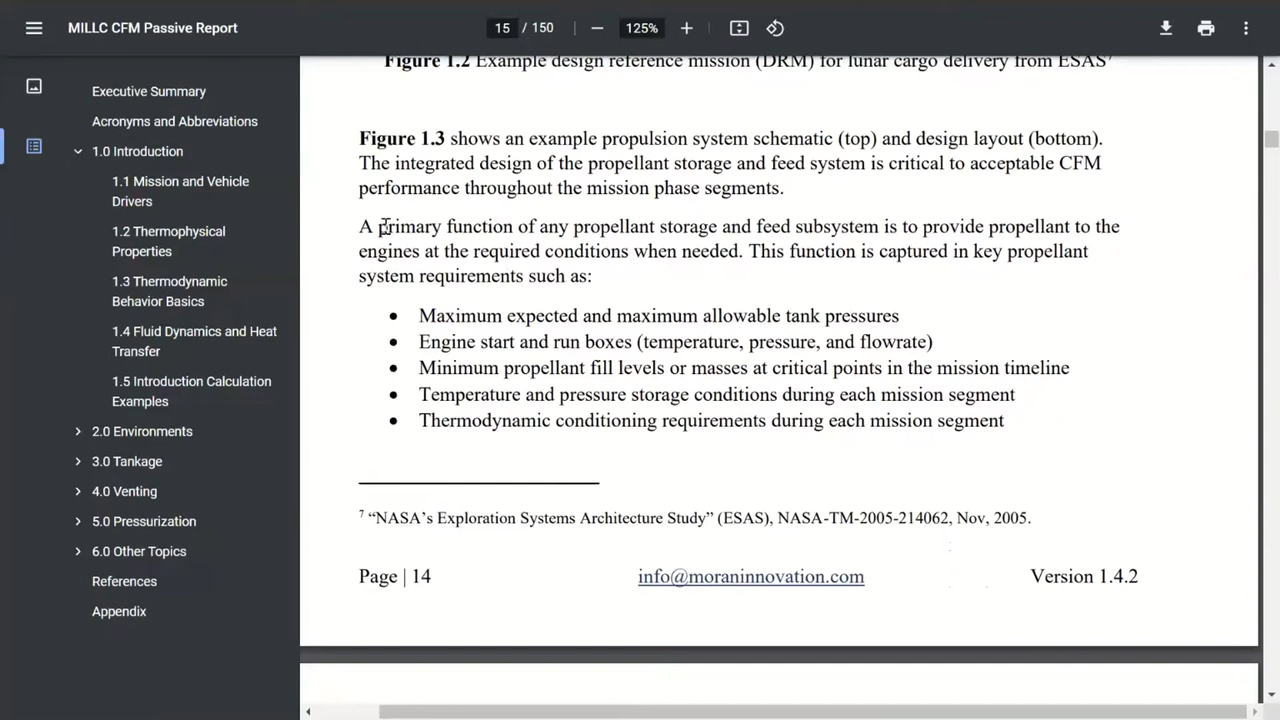 MILLC CFM Passive Report
15 / 150
125%
Executive Summary
Acronyms and Abbreviations
1.0 Introduction
1.1 Mission and Vehicle
Drivers
1.2 Thermophysical
Properties
1.3 Thermodynamic
Behavior Basics
1.4 Fluid Dynamics and Heat
Transfer
1.5 Introduction Calculation
Examples
2.0 Environments
3.0 Tankage
4.0 Venting
5.0 Pressurization
6.0 Other Topics
References
Appendix
Figure 1.2 Example design reference mission (DRM) for lunar cargo delivery from ESAS⁷
Figure 1.3 shows an example propulsion system schematic (top) and design layout (bottom).
The integrated design of the propellant storage and feed system is critical to acceptable CFM
performance throughout the mission phase segments.
A primary function of any propellant storage and feed subsystem is to provide propellant to the
engines at the required conditions when needed. This function is captured in key propellant
system requirements such as:
• Maximum expected and maximum allowable tank pressures
• Engine start and run boxes (temperature, pressure, and flowrate)
• Minimum propellant fill levels or masses at critical points in the mission timeline
• Temperature and pressure storage conditions during each mission segment
• Thermodynamic conditioning requirements during each mission segment
⁷ “NASA’s Exploration Systems Architecture Study” (ESAS), NASA-TM-2005-214062, Nov, 2005.
Page | 14 info@moraninnovation.com Version 1.4.2